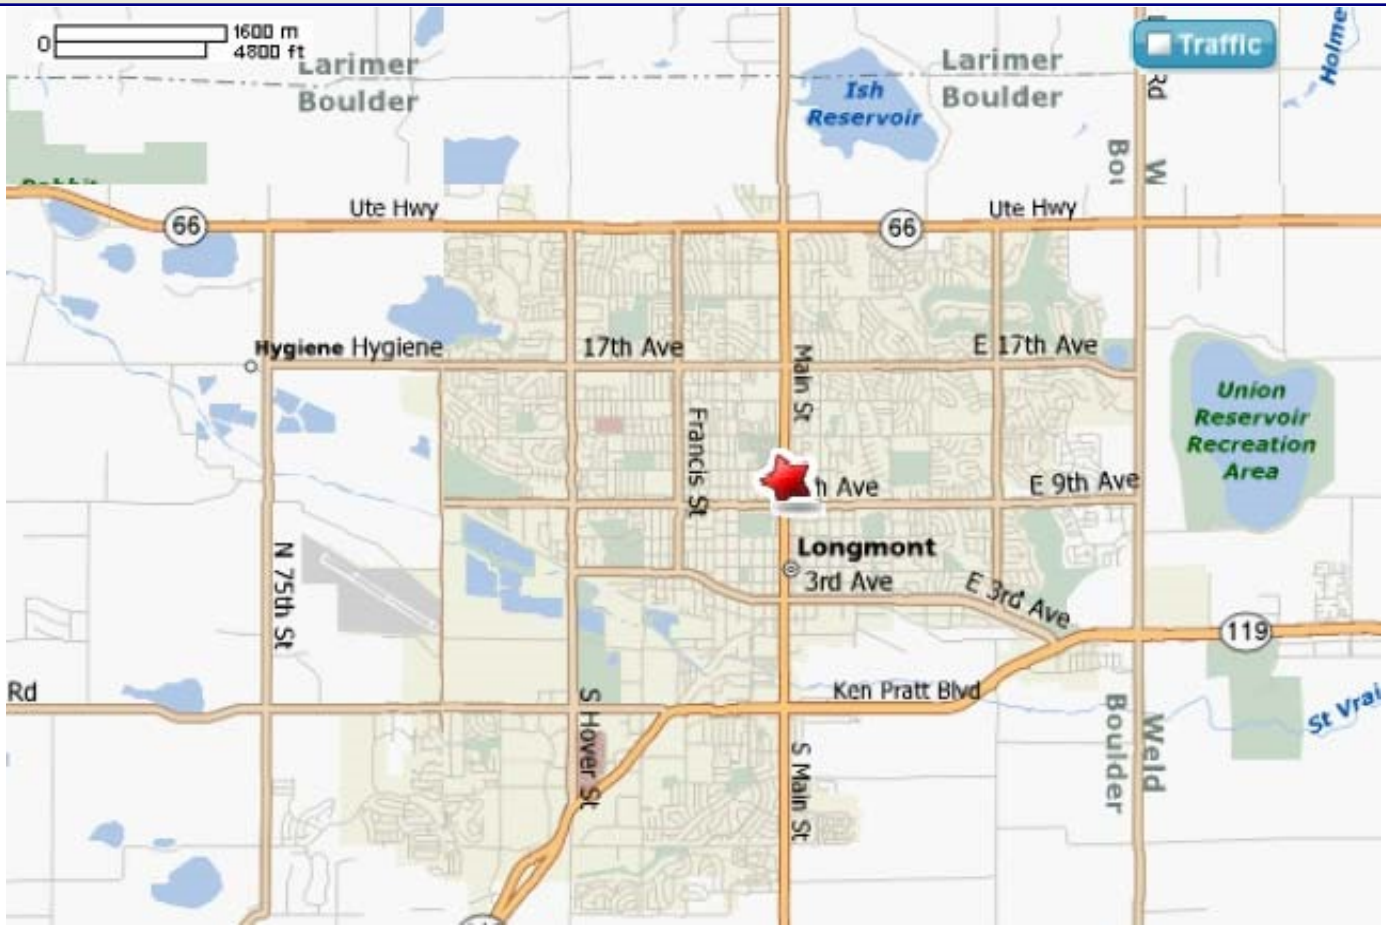 0
1600 m
4800 ft
Traffic
Larimer
Boulder
Larimer
Boulder
Ish
Reservoir
Holme
Rd
Ute Hwy
66
Ute Hwy
66
Hygiene Hygiene
17th Ave
E 17th Ave
Main St
Union
Reservoir
Recreation
Area
Francis St
h Ave
E 9th Ave
Longmont
3rd Ave
E 3rd Ave
N 75th St
119
Rd
S Hover St
Ken Pratt Blvd
Boulder
Weld
St Vrai
S Main St